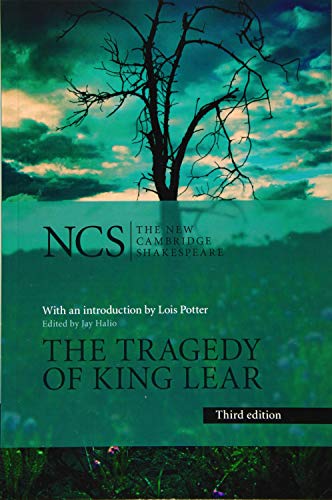 NCS
THE NEW
CAMBRIDGE
SHAKESPEARE
With an introduction by Lois Potter
Edited by Jay Halio
THE TRAGEDY
OF KING LEAR
Third edition